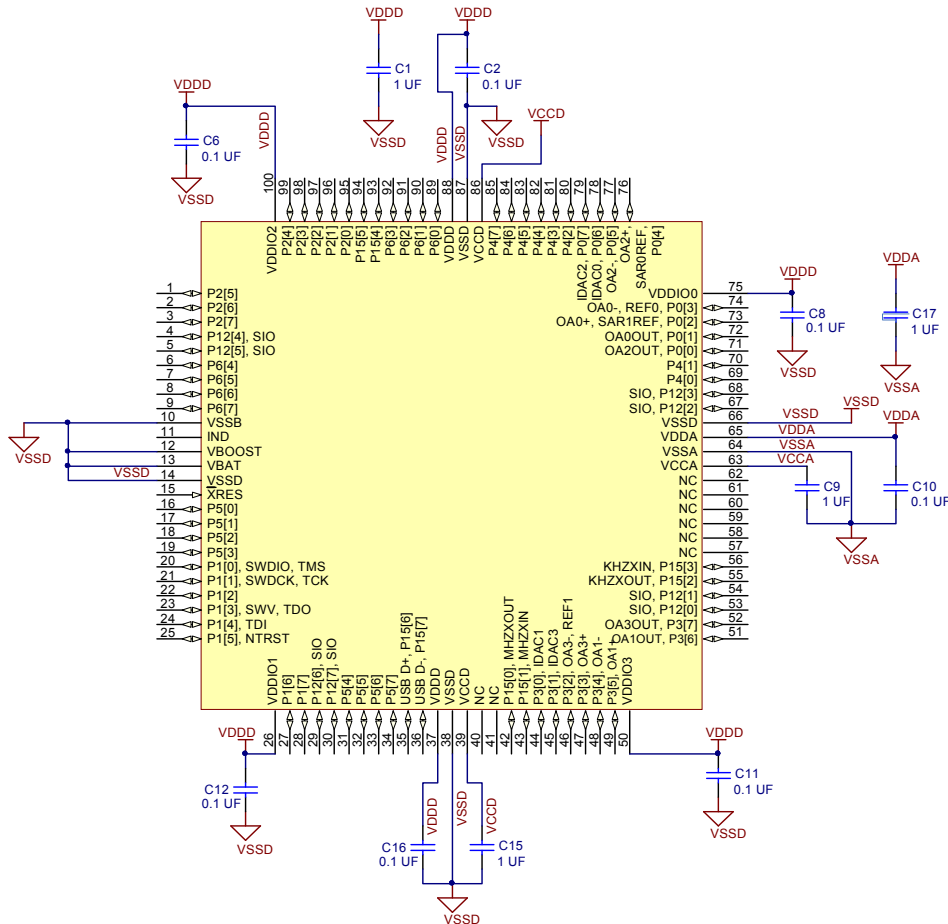 VDDD
C1
1 UF
VSSD
VDDD
C2
0.1 UF
VSSD
VDDD
VSSD
VCCD
VDDD
C6
0.1 UF
VSSD
VDDD
100
99
98
97
96
95
94
93
92
91
90
89
88
87
86
85
84
83
82
81
80
79
78
77
76
VDDIO2
P2[4]
P2[3]
P2[2]
P2[1]
P2[0]
P15[5]
P15[4]
P6[3]
P6[2]
P6[1]
P6[0]
VDDD
VSSD
VCCD
P4[7]
P4[6]
P4[5]
P4[4]
P4[3]
P4[2]
IDAC2, P0[7]
IDAC0, P0[6]
OA2-, P0[5]
OA2+,
SAR0REF,
P0[4]
1 P2[5]
2 P2[6]
3 P2[7]
4 P12[4], SIO
5 P12[5], SIO
6 P6[4]
7 P6[5]
8 P6[6]
9 P6[7]
10 VSSB
11 IND
12 VBOOST
13 VBAT
14 VSSD
15 XRES
16 P5[0]
17 P5[1]
18 P5[2]
19 P5[3]
20 P1[0], SWDIO, TMS
21 P1[1], SWDCK, TCK
22 P1[2]
23 P1[3], SWV, TDO
24 P1[4], TDI
25 P1[5], NTRST
VSSD
VSSD
VDDIO0 75
OA0-, REF0, P0[3] 74
OA0+, SAR1REF, P0[2] 73
OA0OUT, P0[1] 72
OA2OUT, P0[0] 71
P4[1] 70
P4[0] 69
SIO, P12[3] 68
SIO, P12[2] 67
VSSD 66
VDDA 65
VSSA 64
VCCA 63
NC 62
NC 61
NC 60
NC 59
NC 58
NC 57
KHZXIN, P15[3] 56
KHZXOUT, P15[2] 55
SIO, P12[1] 54
SIO, P12[0] 53
OA3OUT, P3[7] 52
OA1OUT, P3[6] 51
VDDD
C8
0.1 UF
VSSD
VDDA
C17
1 UF
VSSA
VSSD
VSSD
VDDA
VDDA
VSSA
VCCA
C9
1 UF
C10
0.1 UF
VSSA
VDDIO1
P1[6]
P1[7]
P12[6], SIO
P12[7], SIO
P5[4]
P5[5]
P5[6]
P5[7]
USB D+, P15[6]
USB D-, P15[7]
VDDD
VSSD
VCCD
NC
NC
P15[0], MHZXOUT
P15[1], MHZXIN
P3[0], IDAC1
P3[1], IDAC3
P3[2], OA3-, REF1
P3[3], OA3+
P3[4], OA1-
P3[5], OA1+
VDDIO3
26
27
28
29
30
31
32
33
34
35
36
37
38
39
40
41
42
43
44
45
46
47
48
49
50
VDDD
C12
0.1 UF
VSSD
VDDD
VSSD
VCCD
C16
0.1 UF
C15
1 UF
VSSD
VDDD
C11
0.1 UF
VSSD